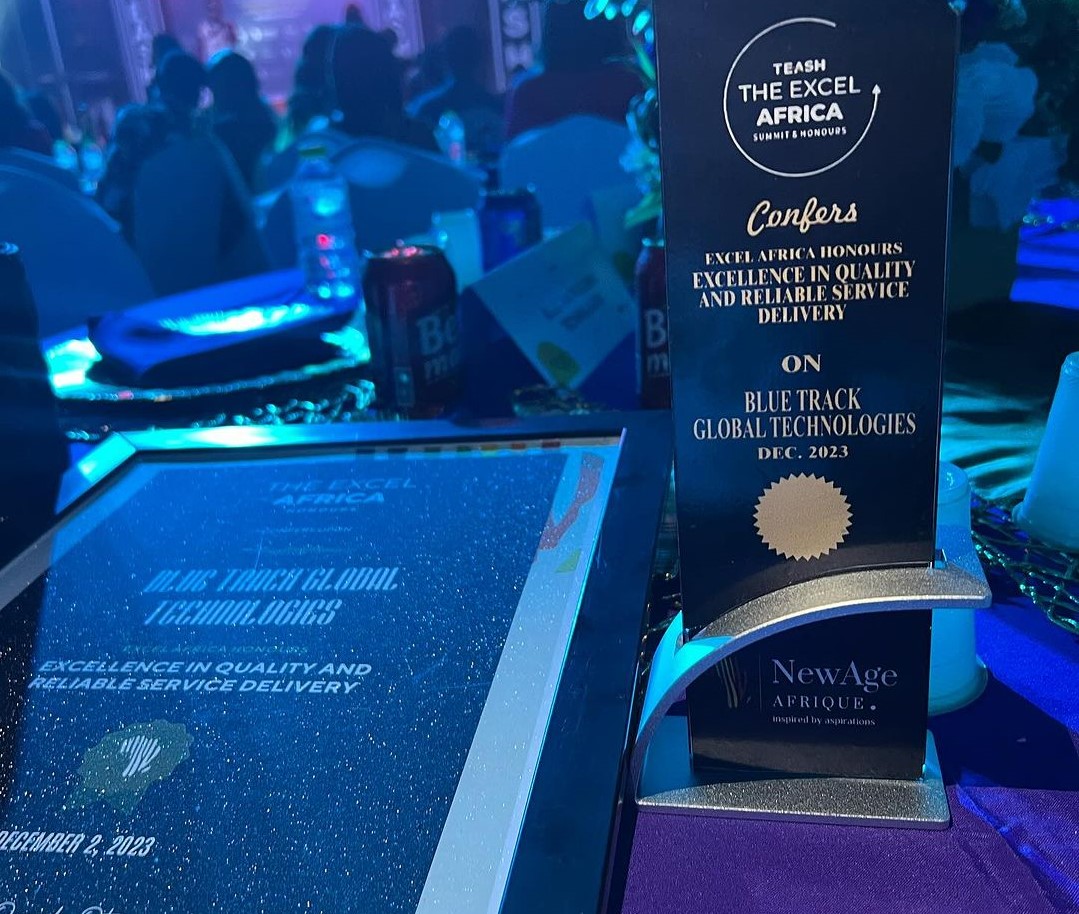 TEASH
THE EXCEL
AFRICA
SUMMIT & HONOURS
Confers
EXCEL AFRICA HONOURS
EXCELLENCE IN QUALITY
AND RELIABLE SERVICE
DELIVERY
ON
BLUE TRACK
GLOBAL TECHNOLOGIES
DEC. 2023
NewAge
AFRIQUE.
inspired by aspirations
THE EXCEL
AFRICA
BLUE TRACK GLOBAL
TECHNOLOGIES
EXCEL AFRICA HONOURS
EXCELLENCE IN QUALITY AND
RELIABLE SERVICE DELIVERY
DECEMBER 2, 2023